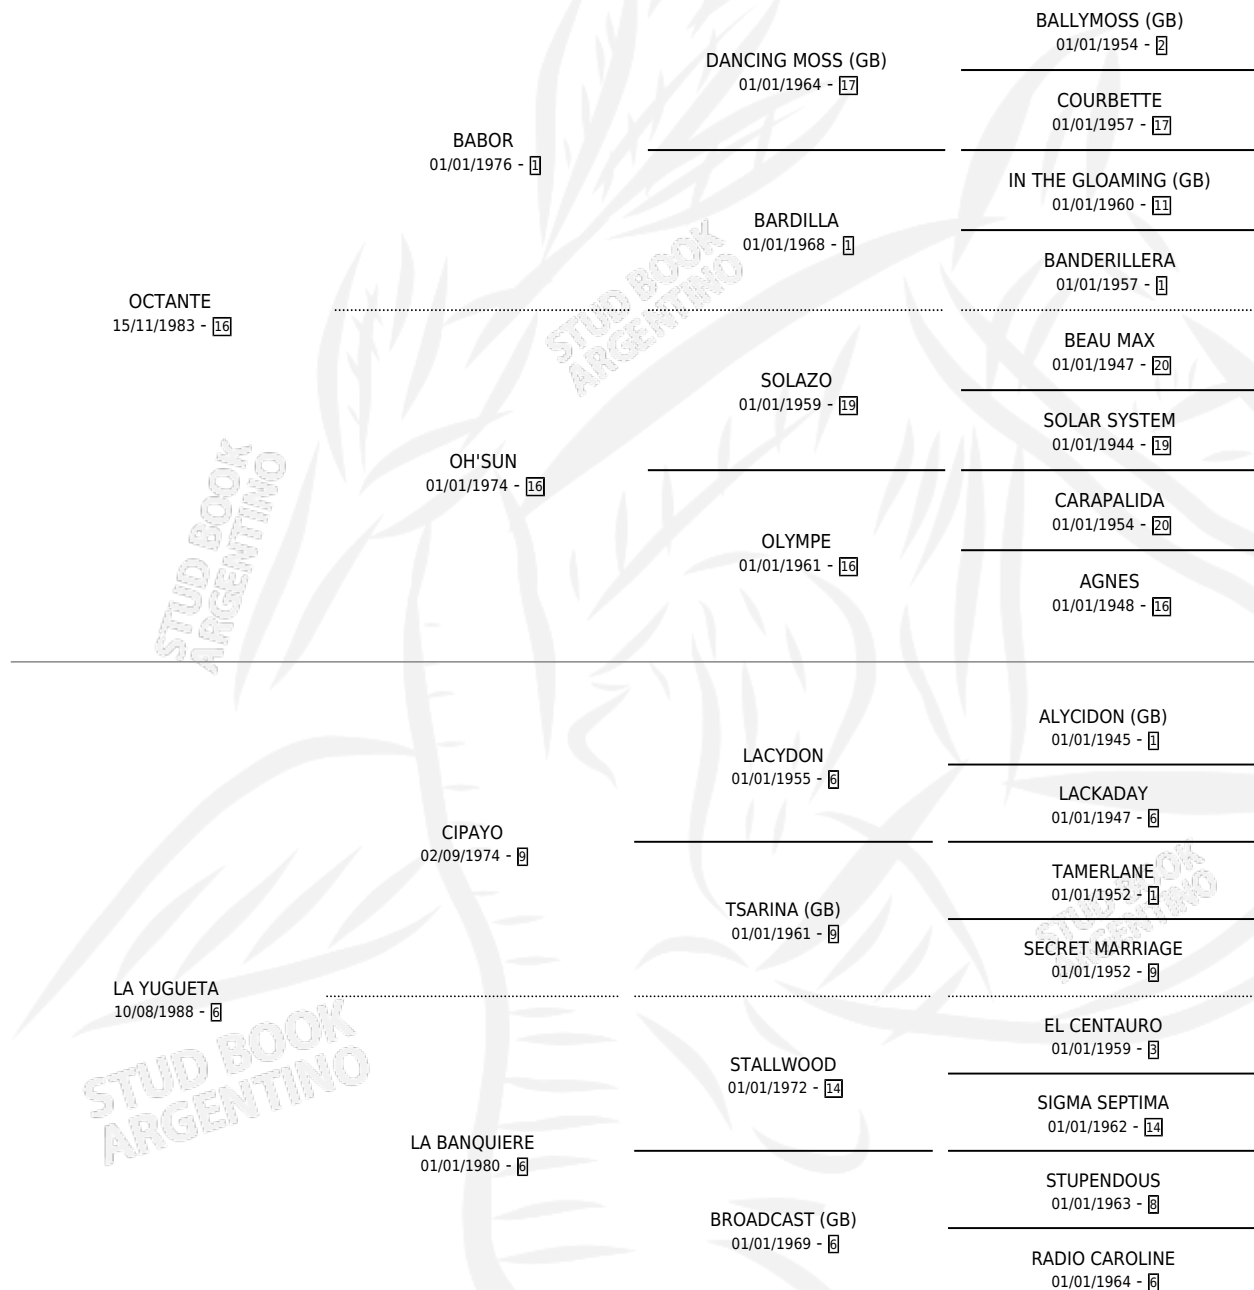 BALLYMOSS (GB)
01/01/1954 - 2
DANCING MOSS (GB)
01/01/1964 - 17
COURBETTE
01/01/1957 - 17
BABOR
01/01/1976 - 1
IN THE GLOAMING (GB)
01/01/1960 - 11
BARDILLA
01/01/1968 - 1
BANDERILLERA
01/01/1957 - 1
OCTANTE
15/11/1983 - 16
BEAU MAX
01/01/1947 - 20
SOLAZO
01/01/1959 - 19
SOLAR SYSTEM
01/01/1944 - 19
OH'SUN
01/01/1974 - 16
CARAPALIDA
01/01/1954 - 20
OLYMPE
01/01/1961 - 16
AGNES
01/01/1948 - 16
ALYCIDON (GB)
01/01/1945 - 1
LACYDON
01/01/1955 - 6
LACKADAY
01/01/1947 - 6
CIPAYO
02/09/1974 - 9
TAMERLANE
01/01/1952 - 1
TSARINA (GB)
01/01/1961 - 9
SECRET MARRIAGE
01/01/1952 - 9
LA YUGUETA
10/08/1988 - 6
EL CENTAURO
01/01/1959 - 3
STALLWOOD
01/01/1972 - 14
SIGMA SEPTIMA
01/01/1962 - 14
LA BANQUIERE
01/01/1980 - 6
STUPENDOUS
01/01/1963 - 8
BROADCAST (GB)
01/01/1969 - 6
RADIO CAROLINE
01/01/1964 - 6
STUD BOOK
ARGENTINO
STUD BOOK
ARGENTINO
STUD BOOK
ARGENTINO
STUD BOOK
ARGENTINO